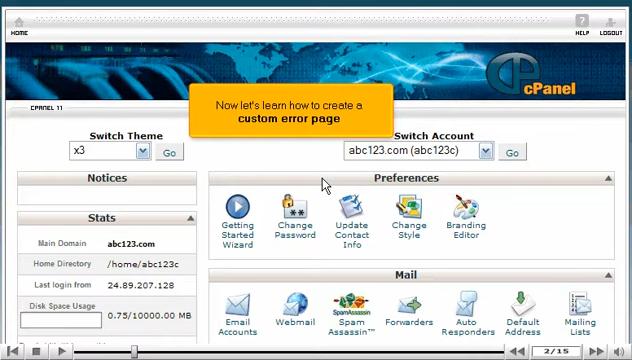 HOME
HELP
LOGOUT
cPanel
CPANEL 11
Now let's learn how to create a
custom error page
Switch Theme
Switch Account
x3
Go
abc123.com (abc123c)
Go
Notices
Stats
Main Domain abc123.com
Home Directory /home/abc123c
Last login from 24.89.207.128
Disk Space Usage
0.75/10000.00 MB
Preferences
Getting
Started
Wizard
Change
Password
Update
Contact
Info
Change
Style
Branding
Editor
Mail
Email
Accounts
Webmail
SpamAssassin
Spam
Assassin™
Forwarders
Auto
Responders
Default
Address
Mailing
Lists
2/15